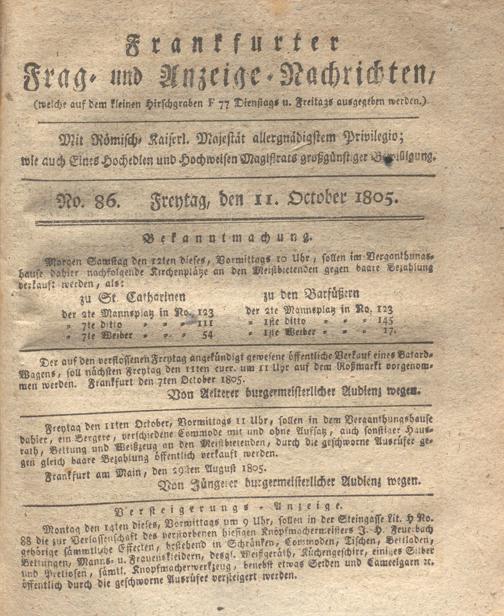 Frankfurter
Frag- und Anzeige-Nachrichten,
(welche auf dem kleinen Hirschgraben F 77 Dienstags u. Freitags ausgegeben werden.)
Mit Römisch- Kaiserl. Majestät allergnädigstem Privilegio;
wie auch Eines Hochedlen und Hochweisen Magistrats großgünstiger Bewilligung.
No. 86. Freytag, den 11. October 1805.
Bekanntmachung.
Morgen Samstag den 12ten dieses, Vormittags 10 Uhr, sollen im Verganthungs-
hause dahier nachfolgende Kirchenplätze an den Meistbietenden gegen baare Bezahlung
verkauft werden, als:
zu St Catharinen zu den Barfüßern
der 2te Mannsplatz in No. 123 der 2te Mannsplatz in No. 123
» 7te ditto » » 111 » 1ste ditto » » 145
» 7te Weiber » » 54 » 1ste Weiber » » 17.
Der auf den verflossenen Freytag angekündigt gewesene öffentliche Verkauf eines Batard-
Wagens, soll nächsten Freytag den 11ten euer. um 11 Uhr auf dem Roßmarkt vorgenom-
men werden. Frankfurt den 7ten October 1805.
Von Aelterer burgermeisterlicher Audienz wegen.
Freytag den 11ten October, Vormittags 11 Uhr, sollen in dem Verganthungshause
dahier, ein Bergere, verschiedene Commode mit und ohne Aufsatz, auch sonstiger Haus-
rath, Bettung und Weißzeug an den Meistbietenden, durch die geschworne Ausrüfer ge-
gen gleich baare Bezahlung öffentlich verkauft werden.
Frankfurt am Main, den 29ten August 1805.
Von Jüngerer burgermeisterlicher Audienz wegen.
Versteigerungs-Anzeige.
Montag den 14ten dieses, Vormittags um 9 Uhr, sollen in der Steingasse Lit. H No.
88 die zur Verlassenschaft des verstorbenen hiesigen Knopfmachermeisters J. H. Feuerbach
gehörige sämmtliche Effecten, bestehend in Schränken, Commoden, Tischen, Bettladen,
Bettungen, Manns- u. Frauenskleidern, desgl. Weißgeräth, Küchengeschirr, einiges Silber
und Pretiosen, sämtl. Knopfmacherwerkzeug, benebst etwas Seiden und Cameelgarn ꝛc.
öffentlich durch die geschworne Ausrüfer versteigert werden.